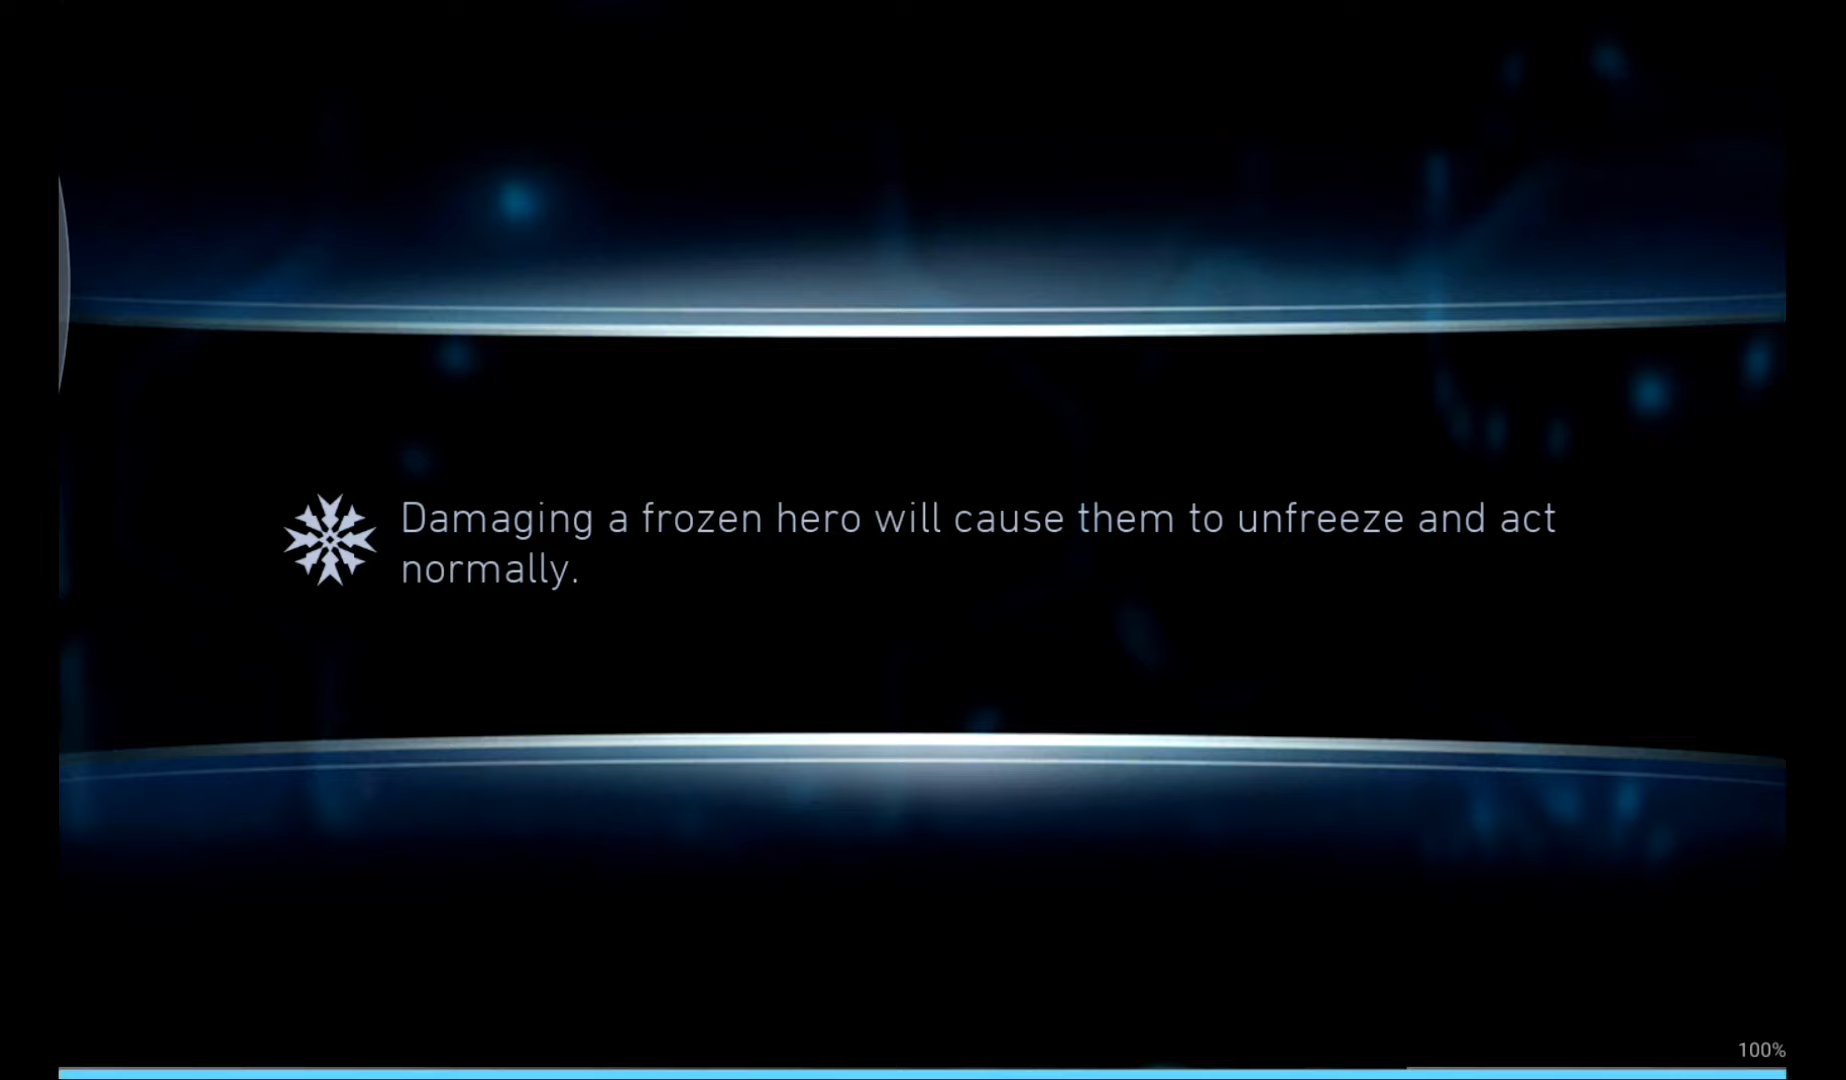 Damaging a frozen hero will cause them to unfreeze and act
normally.
100%